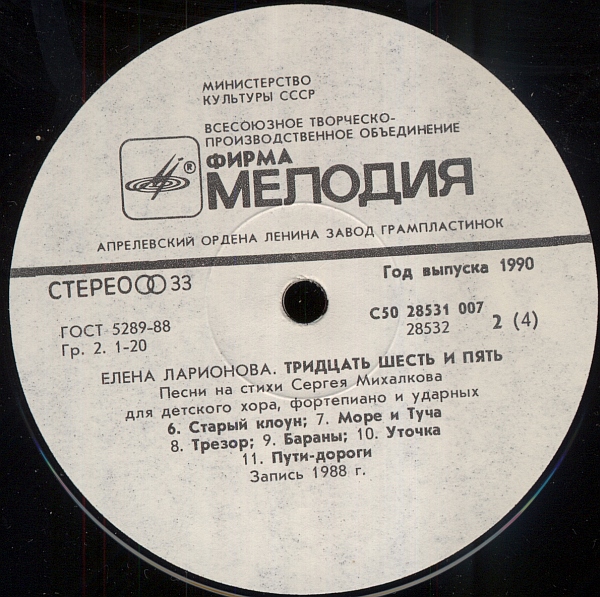 МИНИСТЕРСТВО
КУЛЬТУРЫ СССР
ВСЕСОЮЗНОЕ ТВОРЧЕСКО-
ПРОИЗВОДСТВЕННОЕ ОБЪЕДИНЕНИЕ
®
ФИРМА
МЕЛОДИЯ
АПРЕЛЕВСКИЙ ОРДЕНА ЛЕНИНА ЗАВОД ГРАМПЛАСТИНОК
СТЕРЕО 33
Год выпуска 1990
ГОСТ 5289-88
Гр. 2. 1-20
С50 28531 007
28532 2 (4)
ЕЛЕНА ЛАРИОНОВА. ТРИДЦАТЬ ШЕСТЬ И ПЯТЬ
Песни на стихи Сергея Михалкова
для детского хора, фортепиано и ударных
6. Старый клоун; 7. Море и Туча
8. Трезор; 9. Бараны; 10. Уточка
11. Пути-дороги
Запись 1988 г.